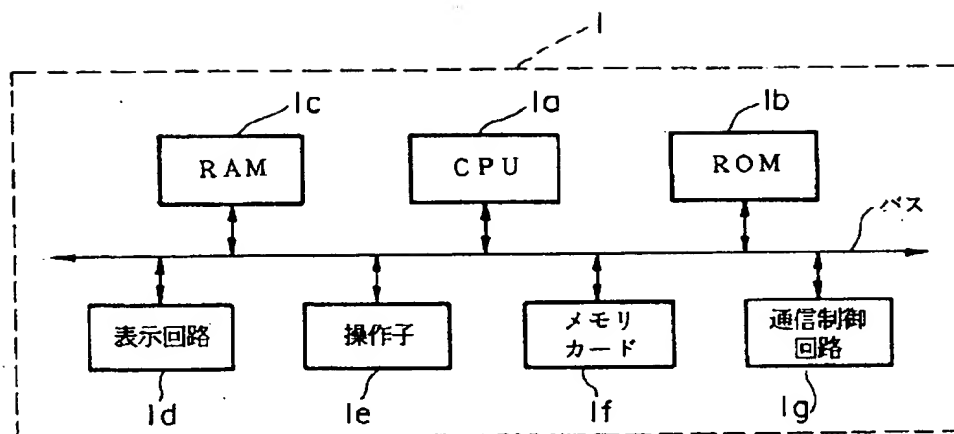 1
1c
1a
1b
RAM
CPU
ROM
バス
表示回路
操作子
メモリ
カード
通信制御
回路
1d
1e
1f
1g